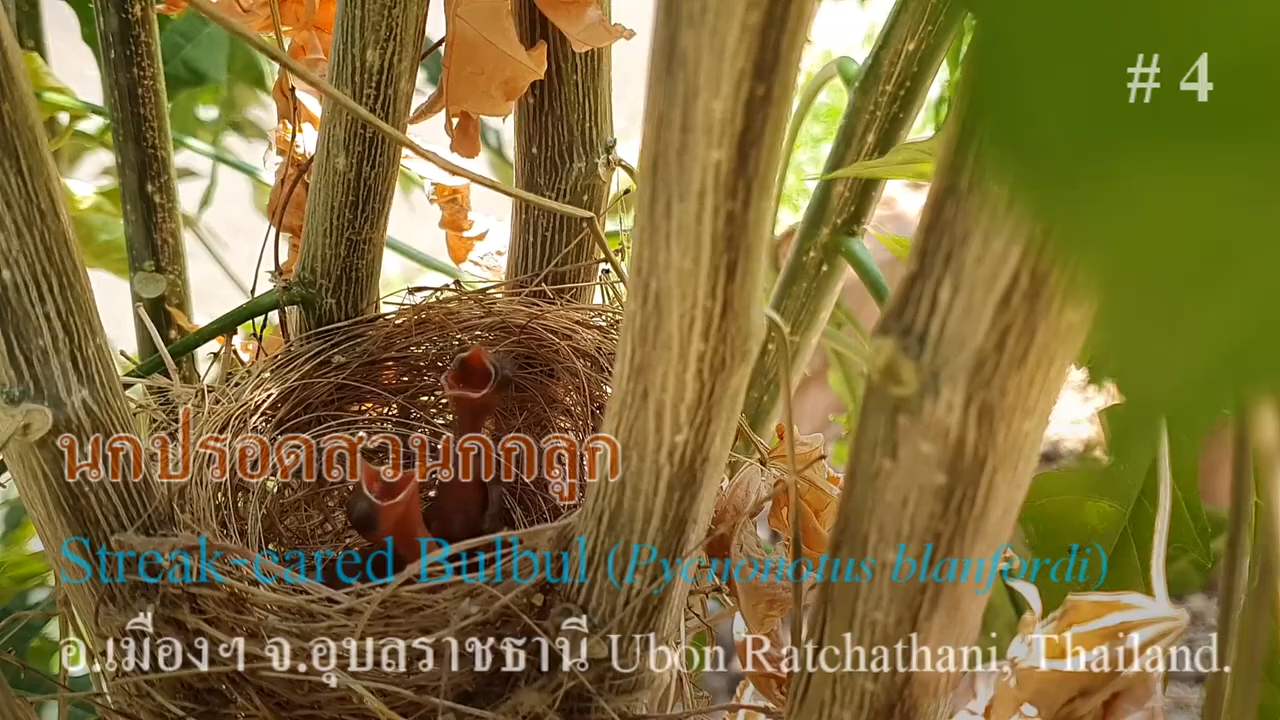 # 4
นกปรอดสวนกกลูก
Streak-eared Bulbul (Pycnonotus blanfordi)
อ.เมืองฯ จ.อุบลราชธานี Ubon Ratchathani, Thailand.